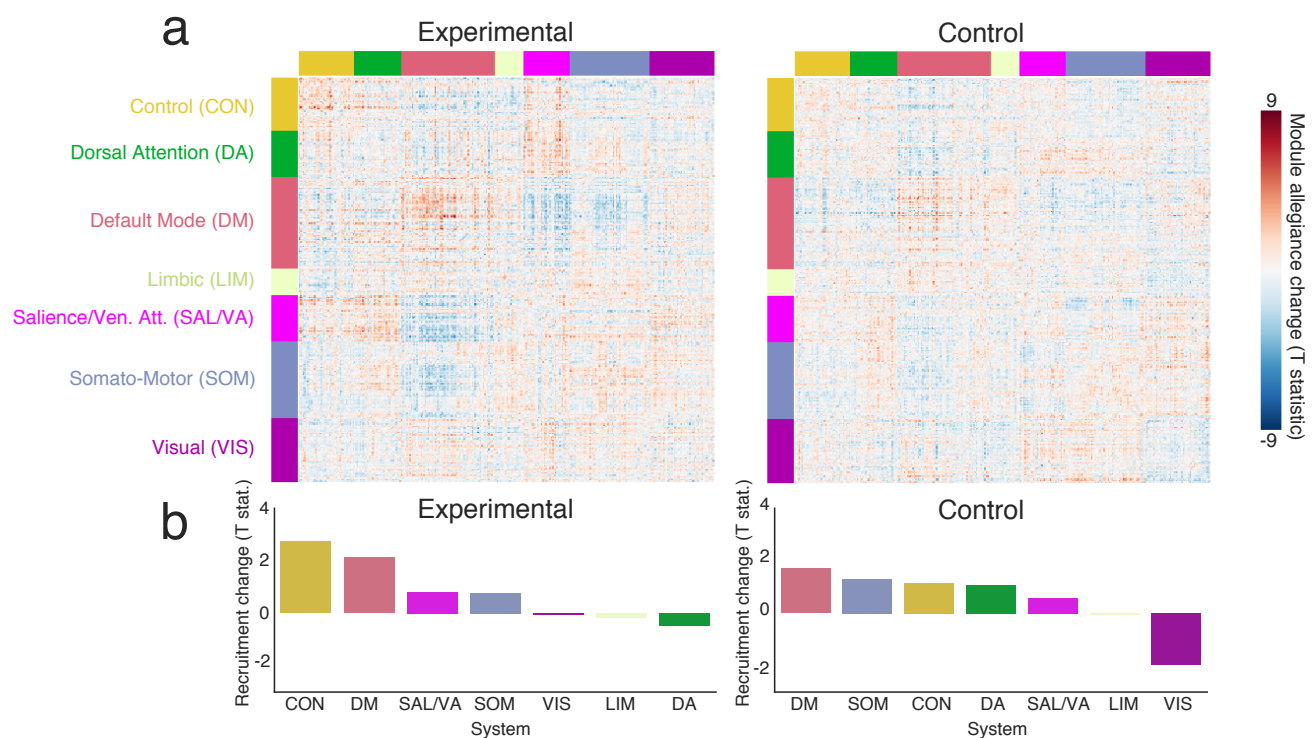 a
Experimental
Control
Control (CON)
Dorsal Attention (DA)
Default Mode (DM)
Limbic (LIM)
Salience/Ven. Att. (SAL/VA)
Somato-Motor (SOM)
Visual (VIS)
9
Module allegiance change (T statistic)
-9
b
Experimental
Recruitment change (T stat.)
4
2
0
-2
CON DM SAL/VA SOM VIS LIM DA
System
Control
Recruitment change (T stat.)
4
2
0
-2
DM SOM CON DA SAL/VA LIM VIS
System